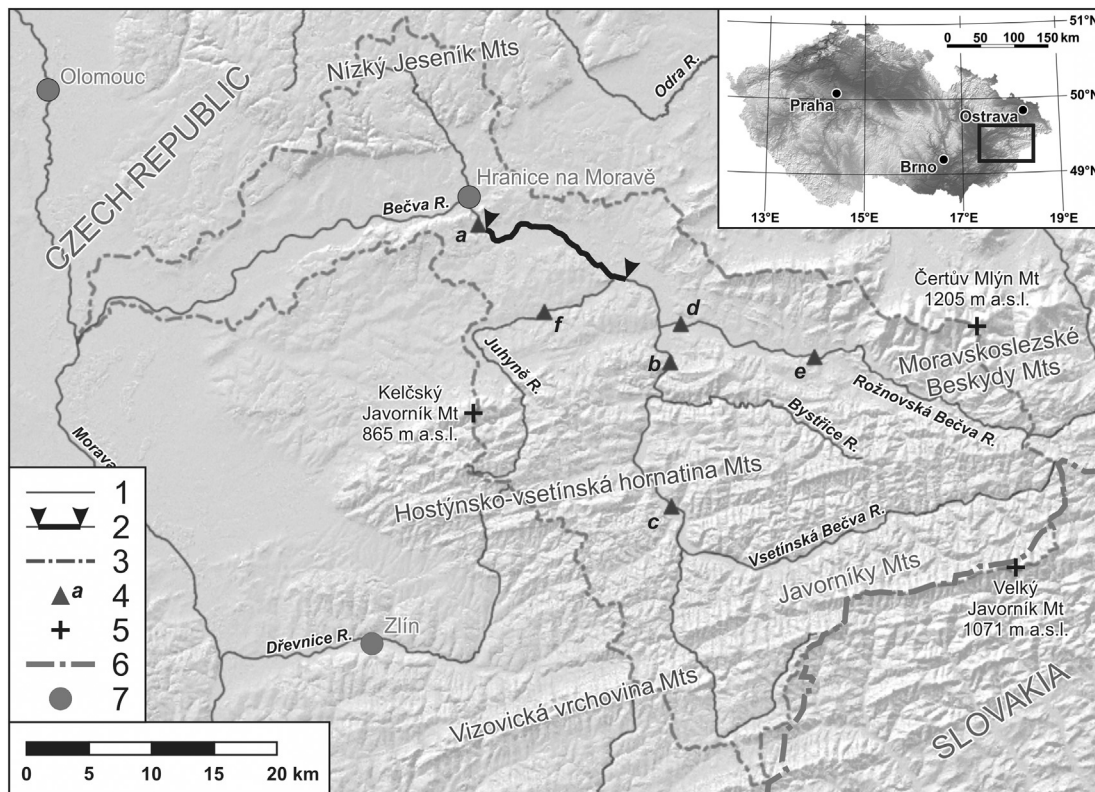 Olomouc
CZECH REPUBLIC
Nízký Jeseník Mts
Odra R.
Hranice na Moravě
Bečva R.
a
f
d
b
e
c
Juhyně R.
Kelčský
Javorník Mt
865 m a.s.l.
Čertův Mlýn Mt
1205 m a.s.l.
Moravskoslezské
Beskydy Mts
Rožnovská Bečva R.
Bystřice R.
Morava
Hostýnsko-vsetínská hornatina Mts
Vsetínská Bečva R.
Javorníky Mts
Velký
Javorník Mt
1071 m a.s.l.
Dřevnice R.
Zlín
Vizovická vrchovina Mts
SLOVAKIA
1
2
3
a 4
5
6
7
0 5 10 15 20 km
0 50 100 150 km
51°N
50°N
49°N
Praha
Ostrava
Brno
13°E 15°E 17°E 19°E